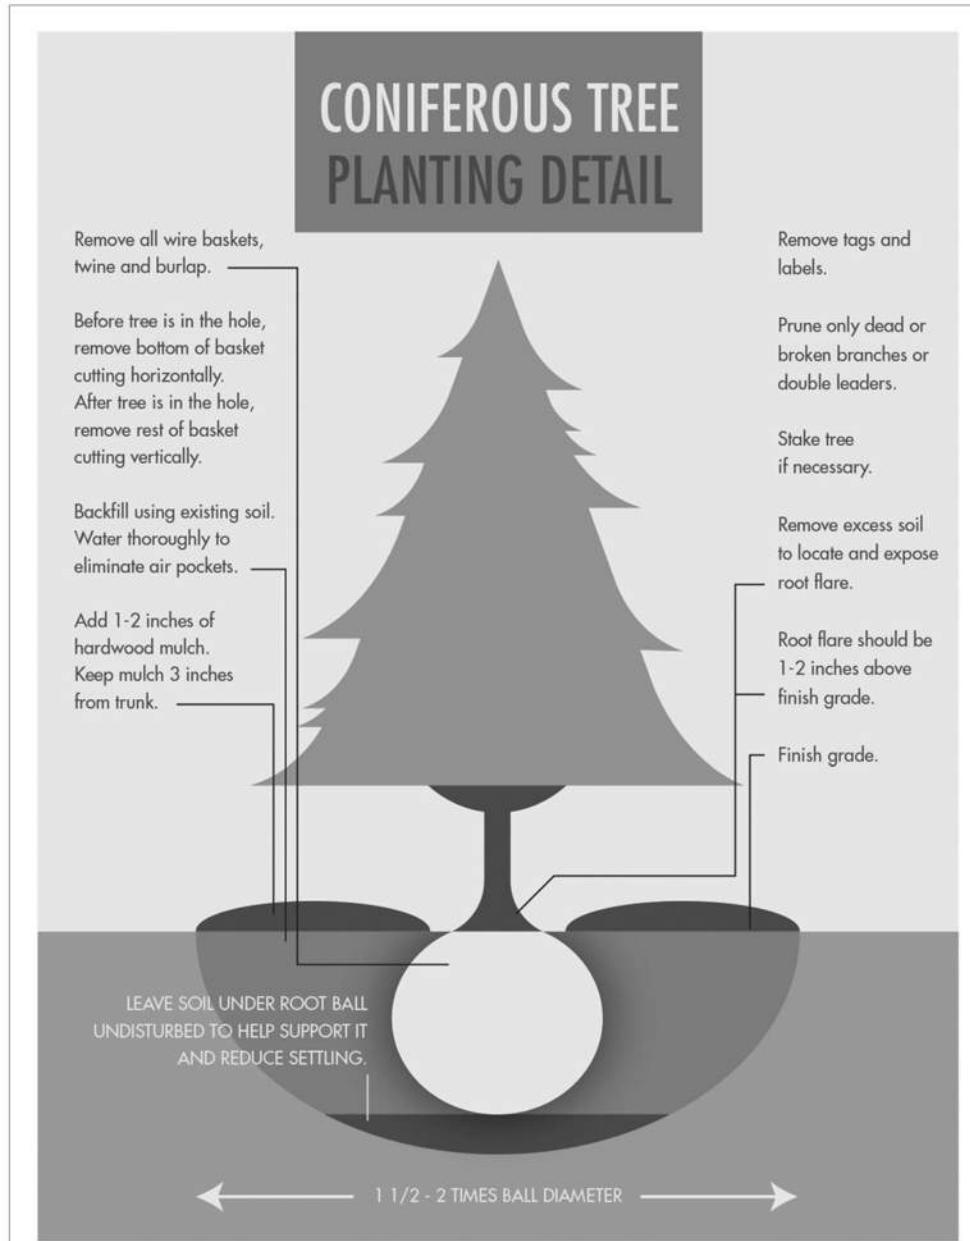 CONIFEROUS TREE
PLANTING DETAIL
Remove all wire baskets,
twine and burlap.
Before tree is in the hole,
remove bottom of basket
cutting horizontally.
After tree is in the hole,
remove rest of basket
cutting vertically.
Backfill using existing soil.
Water thoroughly to
eliminate air pockets.
Add 1-2 inches of
hardwood mulch.
Keep mulch 3 inches
from trunk.
Remove tags and
labels.
Prune only dead or
broken branches or
double leaders.
Stake tree
if necessary.
Remove excess soil
to locate and expose
root flare.
Root flare should be
1-2 inches above
finish grade.
Finish grade.
LEAVE SOIL UNDER ROOT BALL
UNDISTURBED TO HELP SUPPORT IT
AND REDUCE SETTLING.
1 1/2 - 2 TIMES BALL DIAMETER